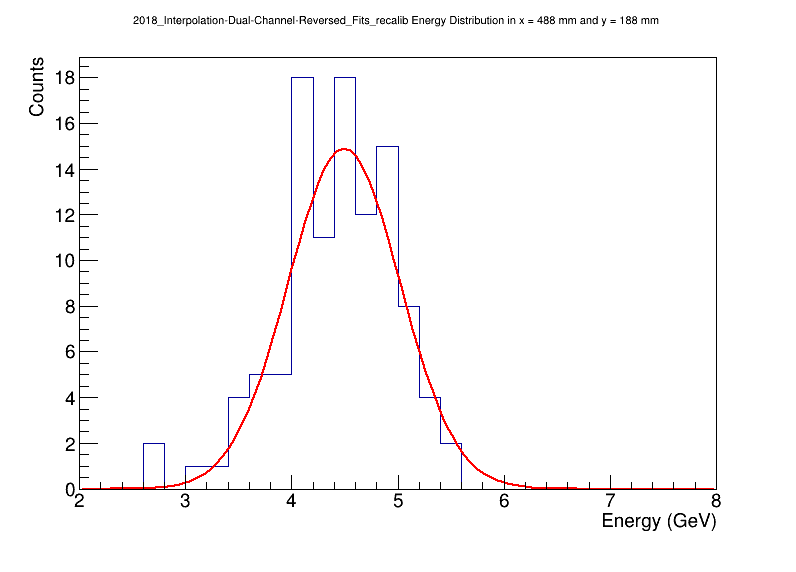 2018_Interpolation-Dual-Channel-Reversed_Fits_recalib Energy Distribution in x = 488 mm and y = 188 mm
Counts
18
16
14
12
10
8
6
4
2
0
2 3 4 5 6 7 8
Energy (GeV)